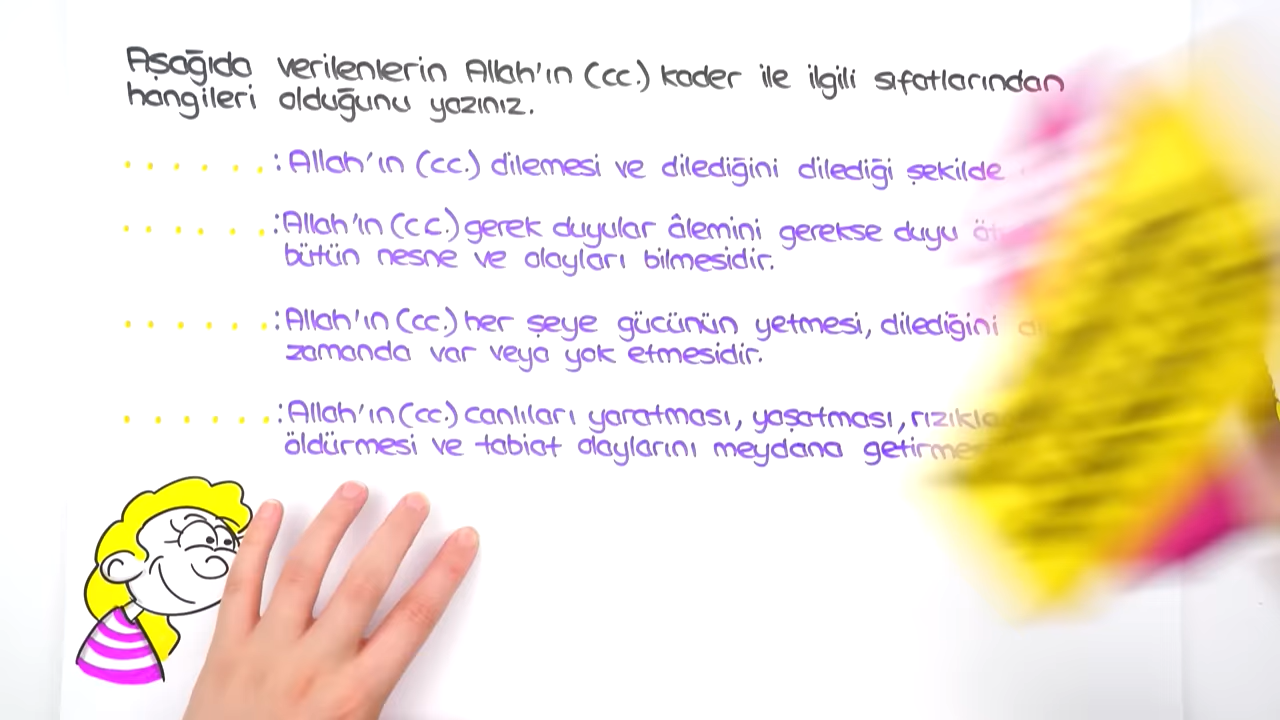 Aşağıda verilenlerin Allah'ın (cc.) kader ile ilgili sıfatlarından
hangileri olduğunu yazınız.
. . . . . . : Allah'ın (cc.) dilemesi ve dilediğini dilediği şekilde
. . . . . . : Allah'ın (cc.) gerek duyular âlemini gerekse duyu
bütün nesne ve olayları bilmesidir.
. . . . . . : Allah'ın (cc.) her şeye gücünün yetmesi, dilediğini
zamanda var veya yok etmesidir.
. . . . . . : Allah'ın (cc.) canlıları yaratması, yaşatması,
öldürmesi ve tabiat olaylarını meydana